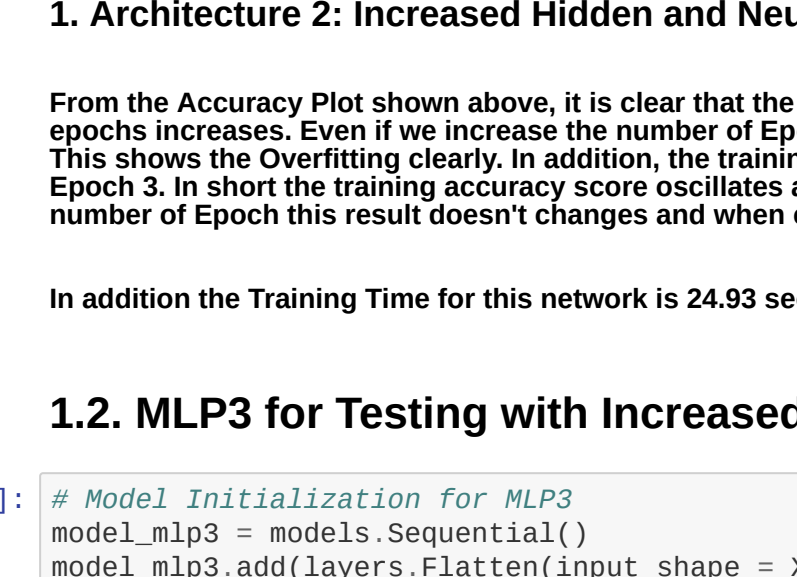 1. Architecture 2: Increased Hidden and Neu
From the Accuracy Plot shown above, it is clear that the
epochs increases. Even if we increase the number of Ep
This shows the Overfitting clearly. In addition, the trainin
Epoch 3. In short the training accuracy score oscillates a
number of Epoch this result doesn't changes and when
In addition the Training Time for this network is 24.93 se
1.2. MLP3 for Testing with Increased
]: # Model Initialization for MLP3
model_mlp3 = models.Sequential()
model_mlp3.add(layers.Flatten(input_shape = X